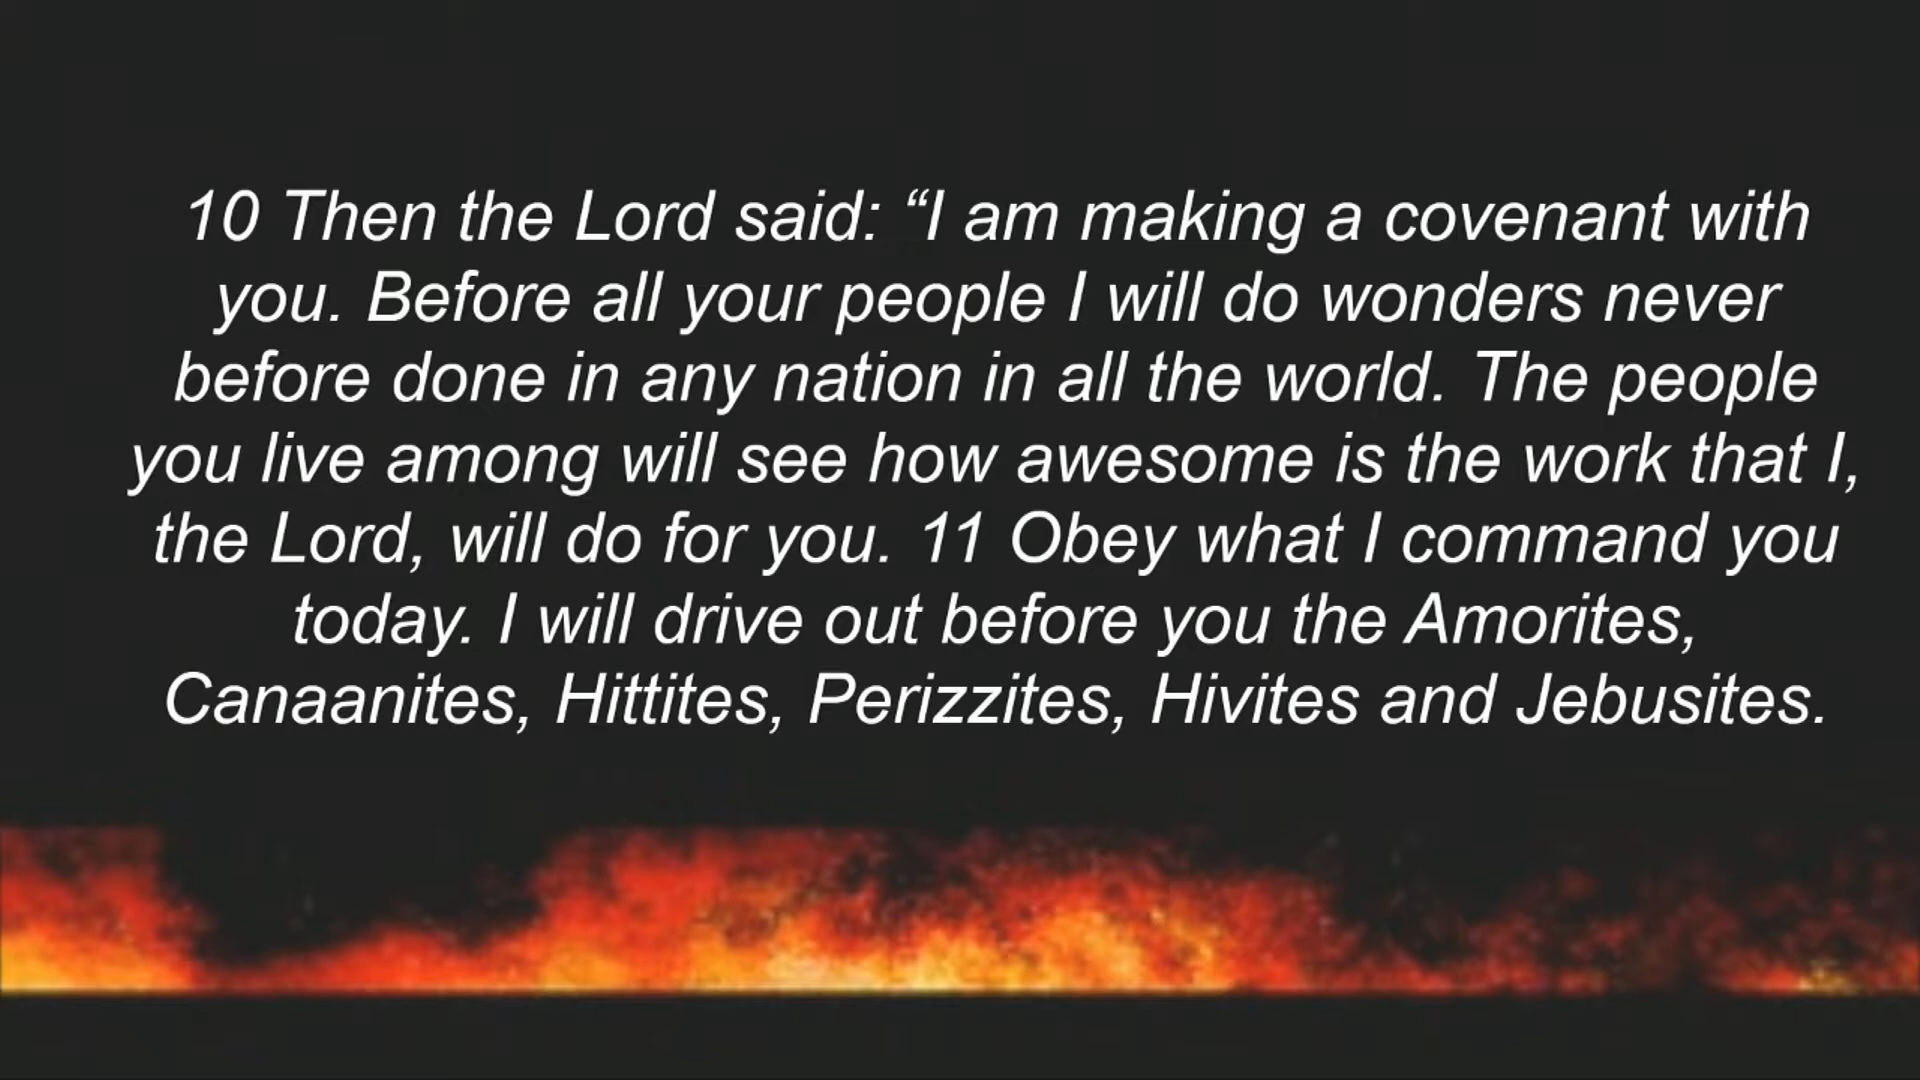 10 Then the Lord said: “I am making a covenant with
you. Before all your people I will do wonders never
before done in any nation in all the world. The people
you live among will see how awesome is the work that I,
the Lord, will do for you. 11 Obey what I command you
today. I will drive out before you the Amorites,
Canaanites, Hittites, Perizzites, Hivites and Jebusites.